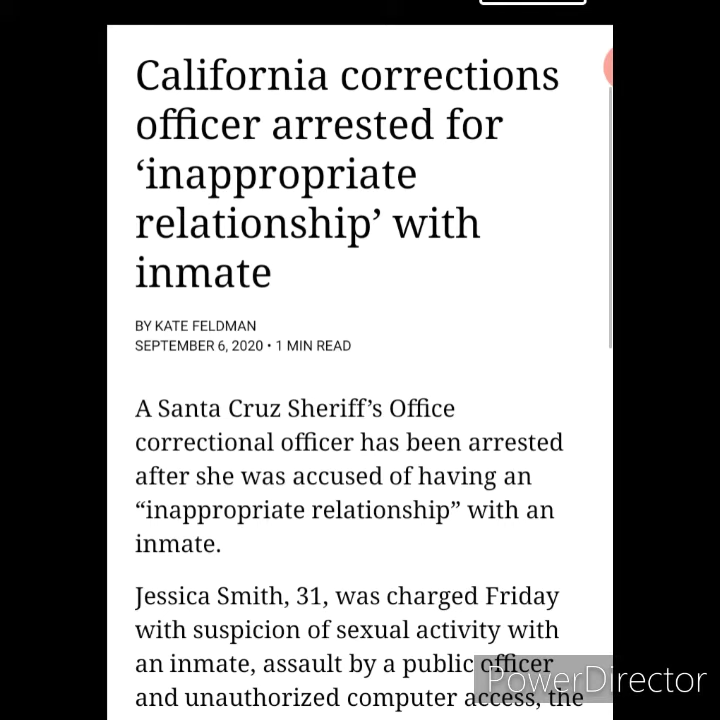 California corrections
officer arrested for
‘inappropriate
relationship’ with
inmate
BY KATE FELDMAN
SEPTEMBER 6, 2020 • 1 MIN READ
A Santa Cruz Sheriff’s Office
correctional officer has been arrested
after she was accused of having an
“inappropriate relationship” with an
inmate.
Jessica Smith, 31, was charged Friday
with suspicion of sexual activity with
an inmate, assault by a public officer
and unauthorized computer access, the
PowerDirector